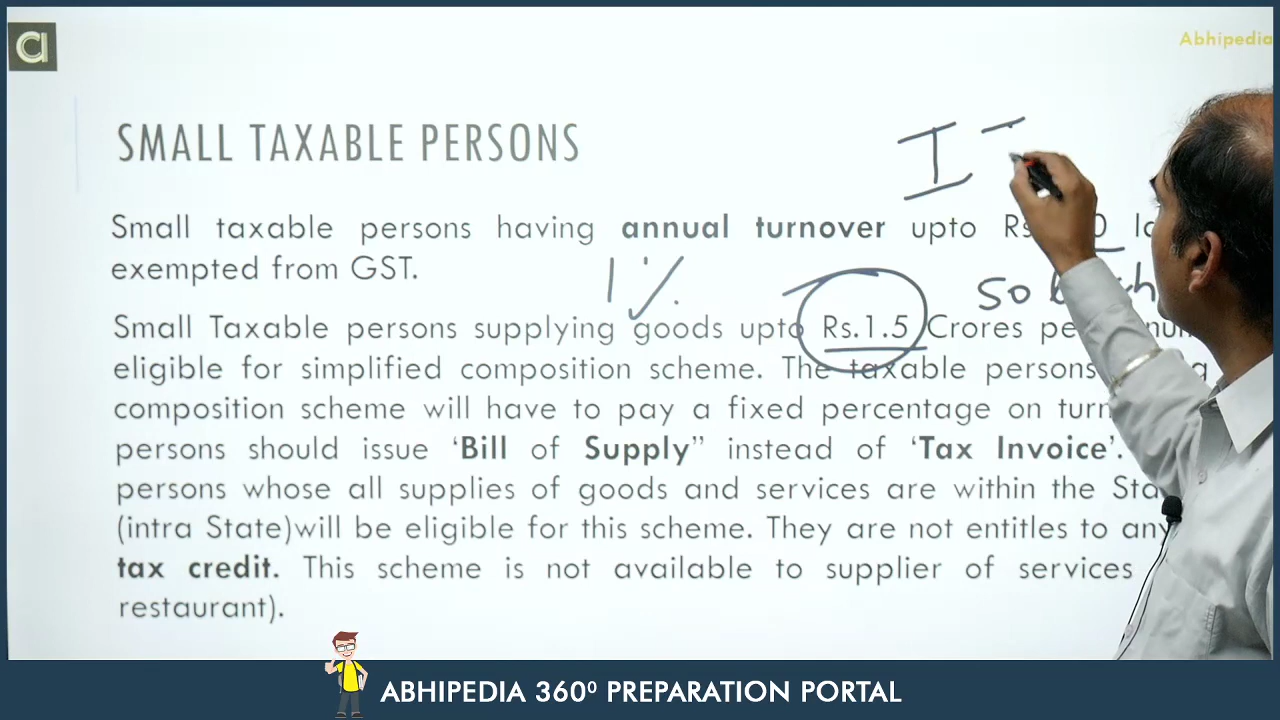 Abhipedia
SMALL TAXABLE PERSONS
I
Small taxable persons having annual turnover upto Rs
exempted from GST.
1 %
so
Small Taxable persons supplying goods upto Rs.1.5 Crores
eligible for simplified composition scheme. The taxable persons
composition scheme will have to pay a fixed percentage on
persons should issue ‘Bill of Supply” instead of ‘Tax Invoice’.
persons whose all supplies of goods and services are within the
(intra State)will be eligible for this scheme. They are not entitles to any
tax credit. This scheme is not available to supplier of services
restaurant).
ABHIPEDIA 360⁰ PREPARATION PORTAL